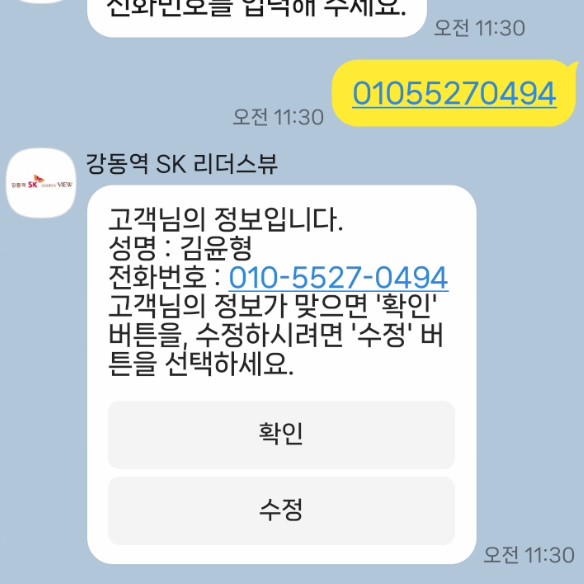 전화번호를 입력해 주세요.
오전 11:30
01055270494
오전 11:30
강동역 SK 리더스뷰
강동역 SK VIEW
고객님의 정보입니다.
성명 : 김윤형
전화번호 : 010-5527-0494
고객님의 정보가 맞으면 '확인'
버튼을, 수정하시려면 '수정' 버
튼을 선택하세요.
확인
수정
오전 11:30